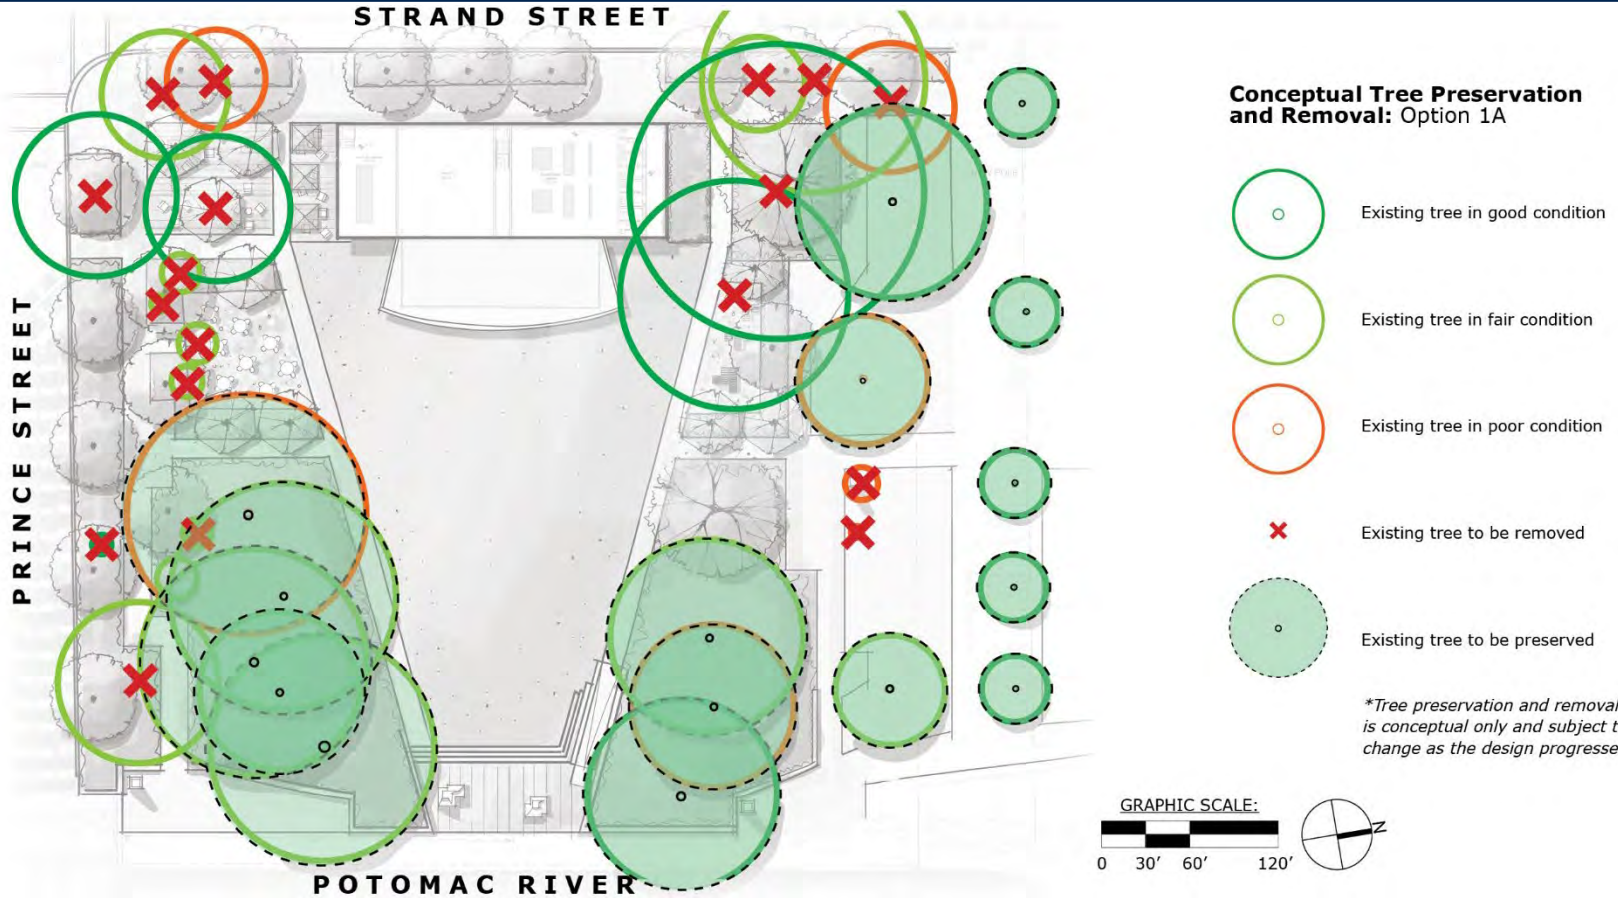 STRAND STREET
PRINCE STREET
POTOMAC RIVER
Conceptual Tree Preservation
and Removal: Option 1A
Existing tree in good condition
Existing tree in fair condition
Existing tree in poor condition
Existing tree to be removed
Existing tree to be preserved
*Tree preservation and removal
is conceptual only and subject t
change as the design progresse
GRAPHIC SCALE:
0 30' 60' 120'
N